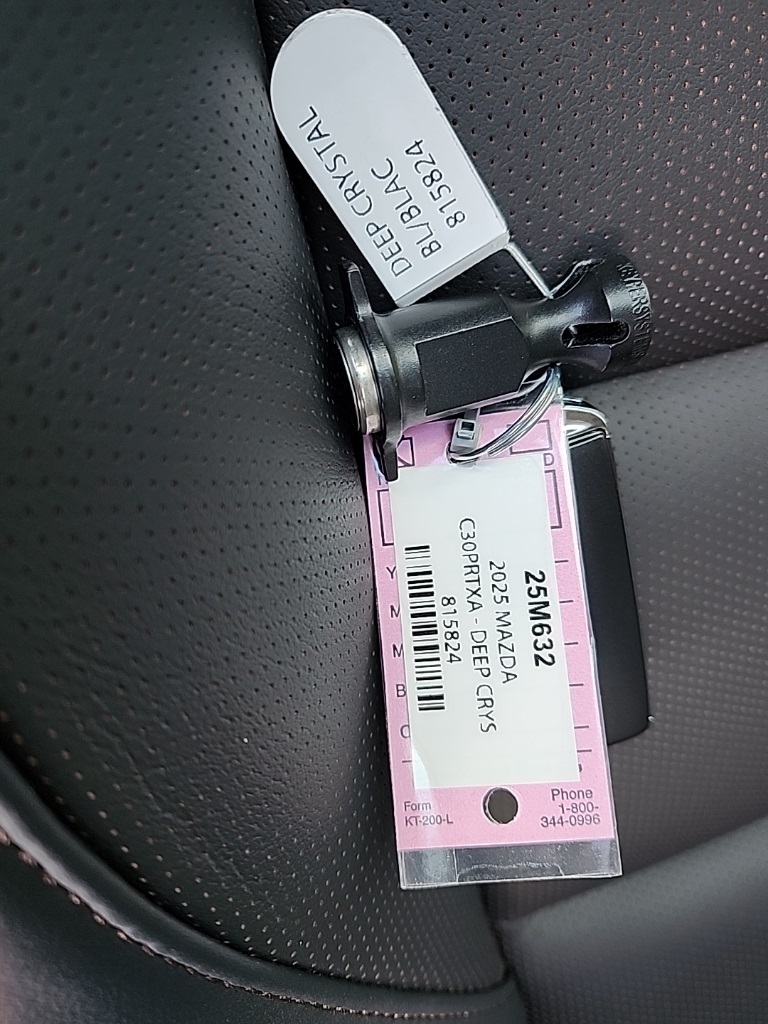 DEEP CRYSTAL
BL/BLAC
815824
25M632
2025 MAZDA
C30PRTXA - DEEP CRYS
815824
D
Y
M
B
Form
KT-200-L
Phone
1-800-
344-0996